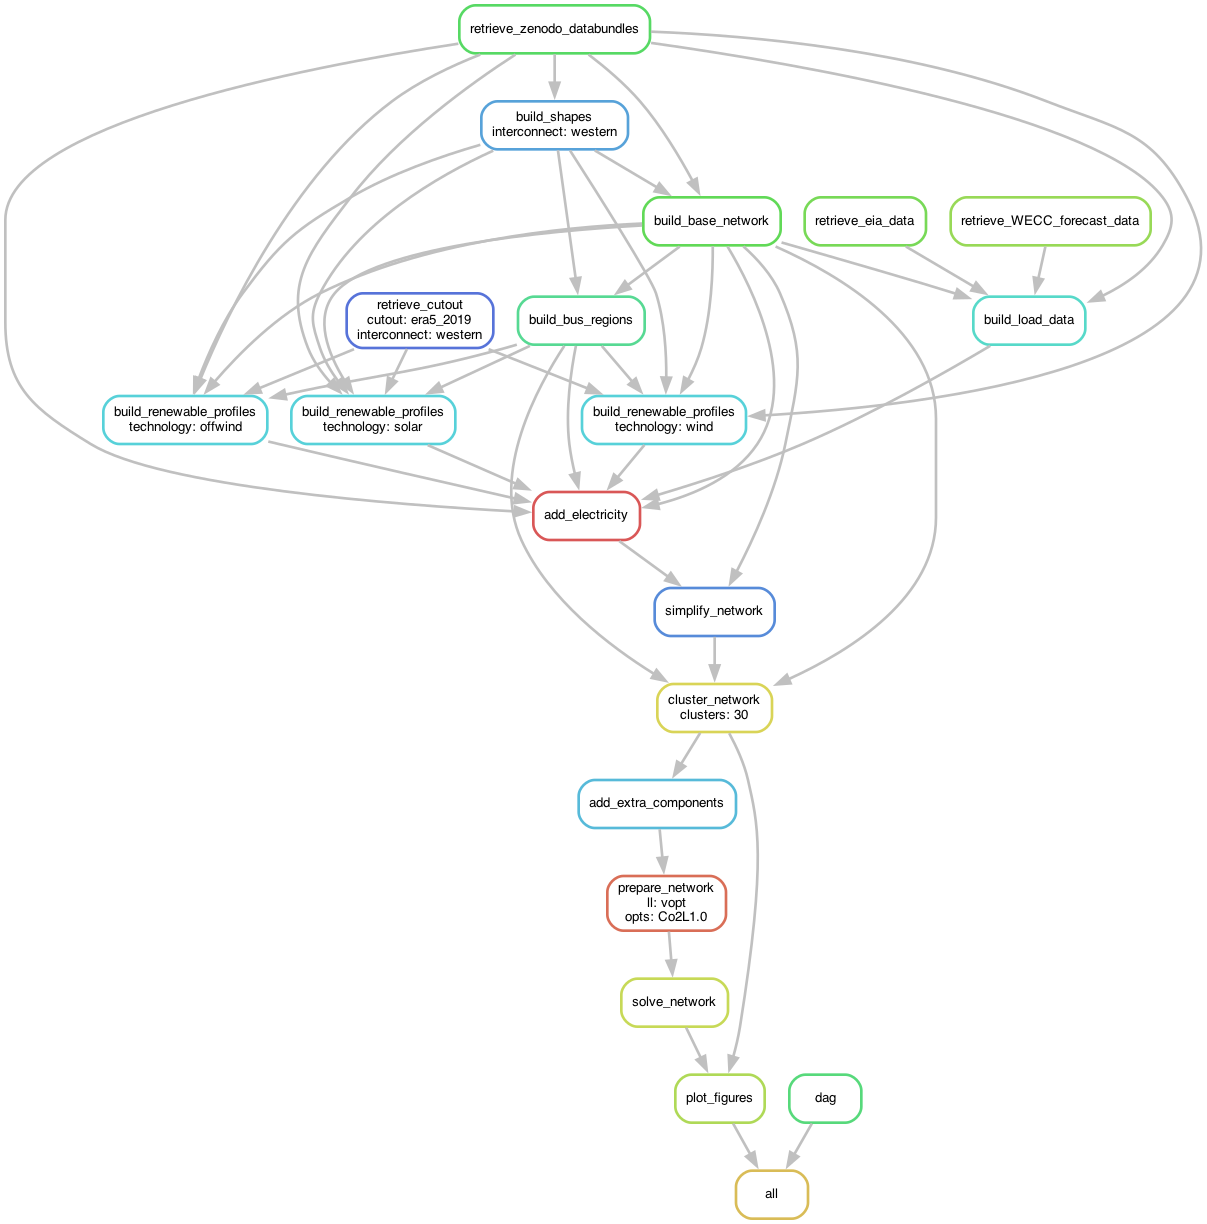 retrieve_zenodo_databundles
build_shapes
interconnect: western
build_base_network
retrieve_eia_data
retrieve_WECC_forecast_data
retrieve_cutout
cutout: era5_2019
interconnect: western
build_bus_regions
build_load_data
build_renewable_profiles
technology: offwind
build_renewable_profiles
technology: solar
build_renewable_profiles
technology: wind
add_electricity
simplify_network
cluster_network
clusters: 30
add_extra_components
prepare_network
ll: vopt
opts: Co2L1.0
solve_network
plot_figures
dag
all